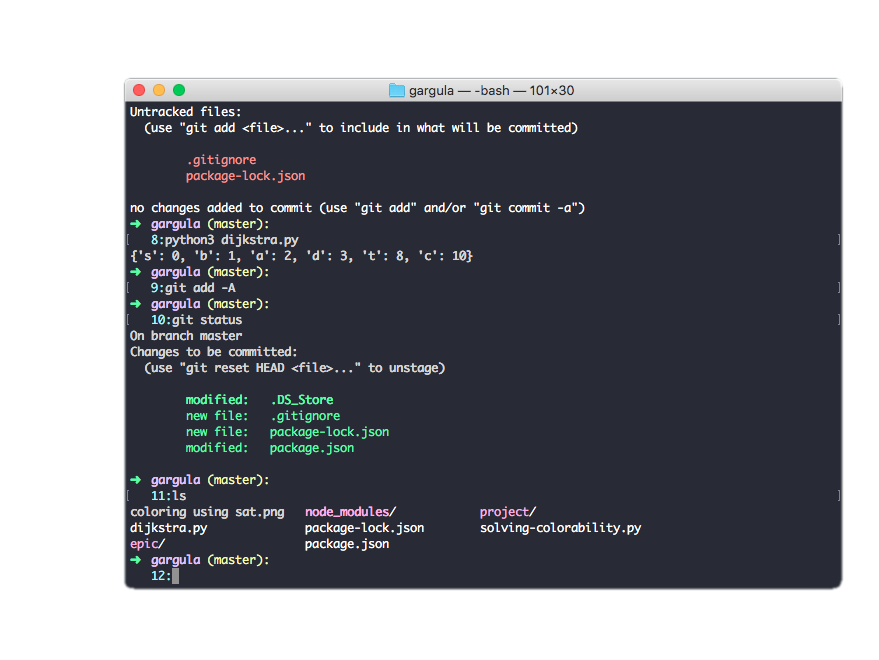 gargula — -bash — 101×30
Untracked files:
  (use "git add <file>..." to include in what will be committed)
        .gitignore
        package-lock.json
no changes added to commit (use "git add" and/or "git commit -a")
➜ gargula (master):
[  8:python3 dijkstra.py ]
{'s': 0, 'b': 1, 'a': 2, 'd': 3, 't': 8, 'c': 10}
➜ gargula (master):
[  9:git add -A ]
➜ gargula (master):
[  10:git status ]
On branch master
Changes to be committed:
  (use "git reset HEAD <file>..." to unstage)
        modified:   .DS_Store
        new file:   .gitignore
        new file:   package-lock.json
        modified:   package.json
➜ gargula (master):
[  11:ls ]
coloring using sat.png   node_modules/            project/
dijkstra.py              package-lock.json        solving-colorability.py
epic/                    package.json
➜ gargula (master):
   12: